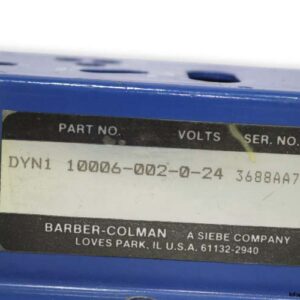 PART NO. VOLTS SER. NO.
DYN1 10006-002-0-24 3688AA7
BARBER-COLMAN A SIEBE COMPANY
LOVES PARK, IL U.S.A. 61132-2940